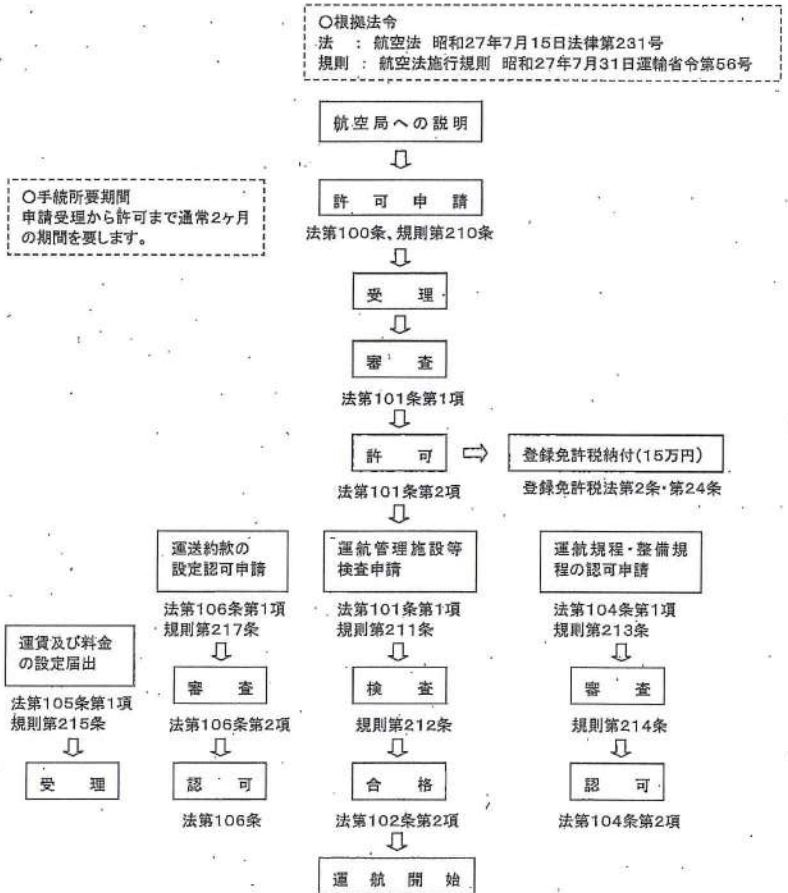 ○根拠法令
法 : 航空法 昭和27年7月15日法律第231号
規則 : 航空法施行規則 昭和27年7月31日運輸省令第56号
航空局への説明
○手続所要期間
申請受理から許可まで通常2ヶ月
の期間を要します。
許可申請
法第100条、規則第210条
受理
審査
法第101条第1項
許可
登録免許税納付(15万円)
法第101条第2項
登録免許税法第2条・第24条
運送約款の
設定認可申請
運航管理施設等
検査申請
運航規程・整備規
程の認可申請
法第106条第1項
規則第217条
法第101条第1項
規則第211条
法第104条第1項
規則第213条
運賃及び料金
の設定届出
法第105条第1項
規則第215条
審査
検査
審査
法第106条第2項
規則第212条
規則第214条
受理
認可
合格
認可
法第106条
法第102条第2項
法第104条第2項
運航開始